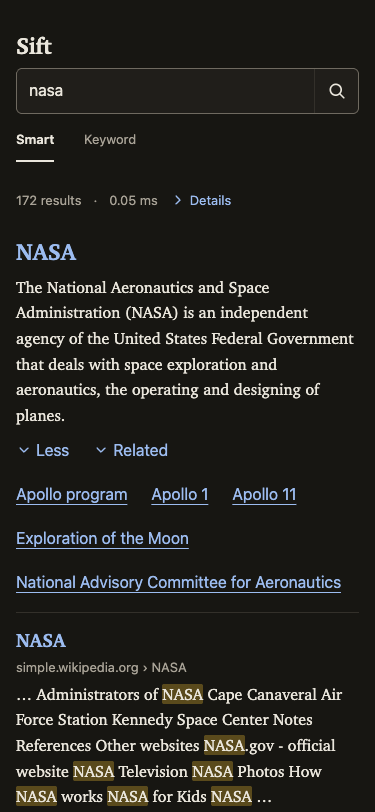 Sift
nasa
Smart Keyword
172 results · 0.05 ms Details
NASA
The National Aeronautics and Space
Administration (NASA) is an independent
agency of the United States Federal Government
that deals with space exploration and
aeronautics, the operating and designing of
planes.
Less Related
Apollo program Apollo 1 Apollo 11
Exploration of the Moon
National Advisory Committee for Aeronautics
NASA
simple.wikipedia.org › NASA
… Administrators of NASA Cape Canaveral Air
Force Station Kennedy Space Center Notes
References Other websites NASA.gov - official
website NASA Television NASA Photos How
NASA works NASA for Kids NASA …